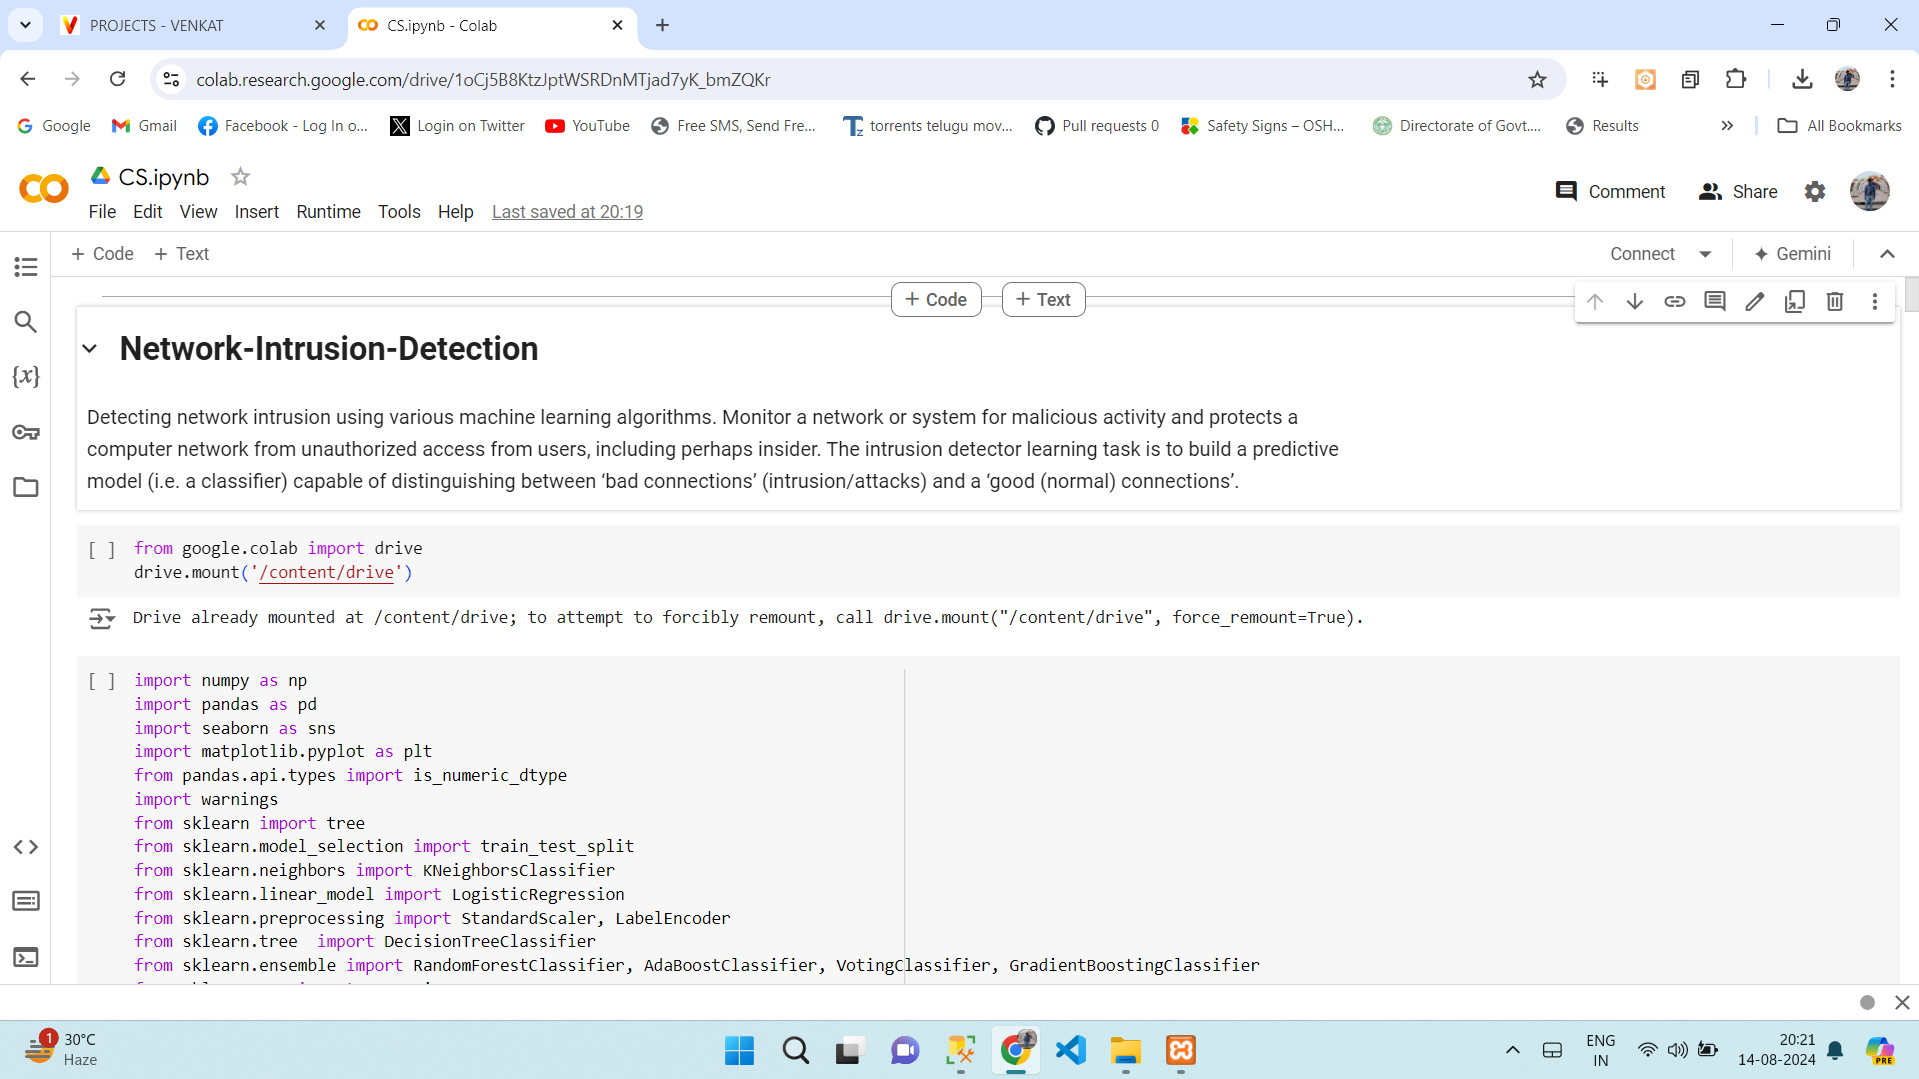 PROJECTS - VENKAT
CS.ipynb - Colab
colab.research.google.com/drive/1oCj5B8KtzJptWSRDnMTjad7yK_bmZQKr
Google
Gmail
Facebook - Log In o...
Login on Twitter
YouTube
Free SMS, Send Fre...
torrents telugu mov...
Pull requests 0
Safety Signs – OSH...
Directorate of Govt....
Results
All Bookmarks
CS.ipynb
Comment
Share
File Edit View Insert Runtime Tools Help Last saved at 20:19
+ Code + Text
Connect
Gemini
+ Code
+ Text
Network-Intrusion-Detection
Detecting network intrusion using various machine learning algorithms. Monitor a network or system for malicious activity and protects a
computer network from unauthorized access from users, including perhaps insider. The intrusion detector learning task is to build a predictive
model (i.e. a classifier) capable of distinguishing between ‘bad connections’ (intrusion/attacks) and a ‘good (normal) connections’.
[ ] from google.colab import drive
drive.mount('/content/drive')
Drive already mounted at /content/drive; to attempt to forcibly remount, call drive.mount("/content/drive", force_remount=True).
[ ] import numpy as np
import pandas as pd
import seaborn as sns
import matplotlib.pyplot as plt
from pandas.api.types import is_numeric_dtype
import warnings
from sklearn import tree
from sklearn.model_selection import train_test_split
from sklearn.neighbors import KNeighborsClassifier
from sklearn.linear_model import LogisticRegression
from sklearn.preprocessing import StandardScaler, LabelEncoder
from sklearn.tree  import DecisionTreeClassifier
from sklearn.ensemble import RandomForestClassifier, AdaBoostClassifier, VotingClassifier, GradientBoostingClassifier
1
30°C
Haze
ENG
IN
20:21
14-08-2024
PRE